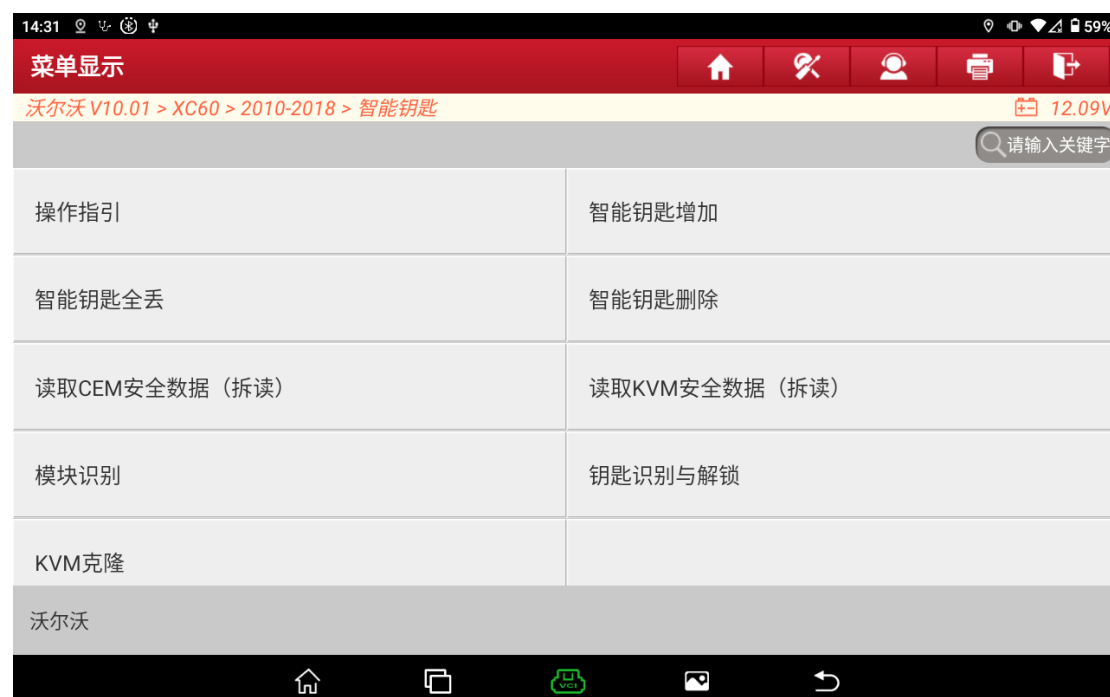 14:31
59%
菜单显示
沃尔沃 V10.01 > XC60 > 2010-2018 > 智能钥匙
12.09V
请输入关键字
操作指引
智能钥匙增加
智能钥匙全丢
智能钥匙删除
读取CEM安全数据（拆读）
读取KVM安全数据（拆读）
模块识别
钥匙识别与解锁
KVM克隆
沃尔沃
VCI